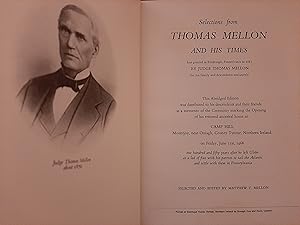 Judge Thomas Mellon
about 1870
Selections from
THOMAS MELLON
AND HIS TIMES
first printed in Pittsburgh, Pennsylvania in 1885
BY JUDGE THOMAS MELLON
for his family and descendants exclusively
This Abridged Edition
was distributed to his descendants and their friends
as a memento of the Ceremony marking the Opening
of his restored ancestral home at
CAMP HILL
Mountjoy, near Omagh, County Tyrone, Northern Ireland
on Friday, June 1968
one hundred and fifty years after he left Ulster
as a lad of five with his parents to sail the Atlantic
and settle with them in Pennsylvania
SELECTED AND EDITED BY MATTHEW T. MELLON